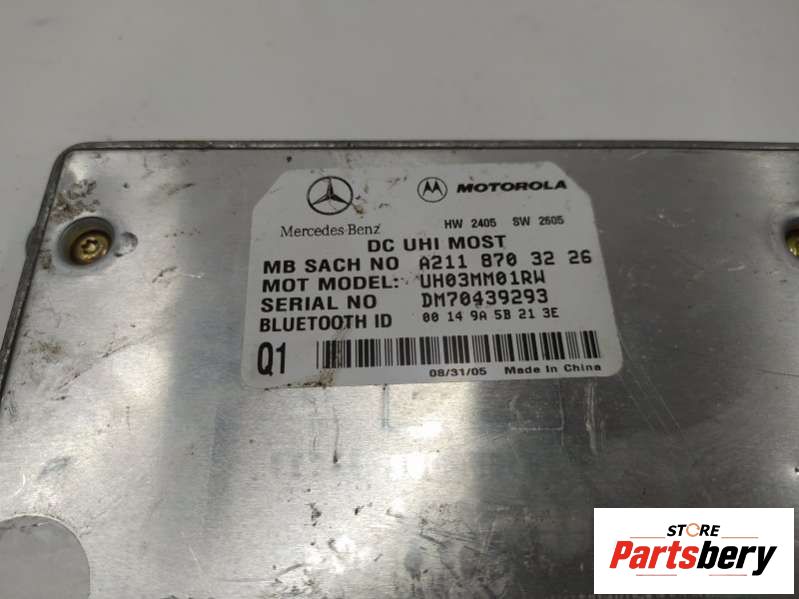 Mercedes-Benz
MOTOROLA
HW 2405 SW 2605
DC UHI MOST
MB SACH NO A211 870 32 26
MOT MODEL: UH03MM01RW
SERIAL NO DM70439293
BLUETOOTH ID 00 14 9A 5B 21 3E
Q1
08/31/05 Made In China
STORE
Partsbery